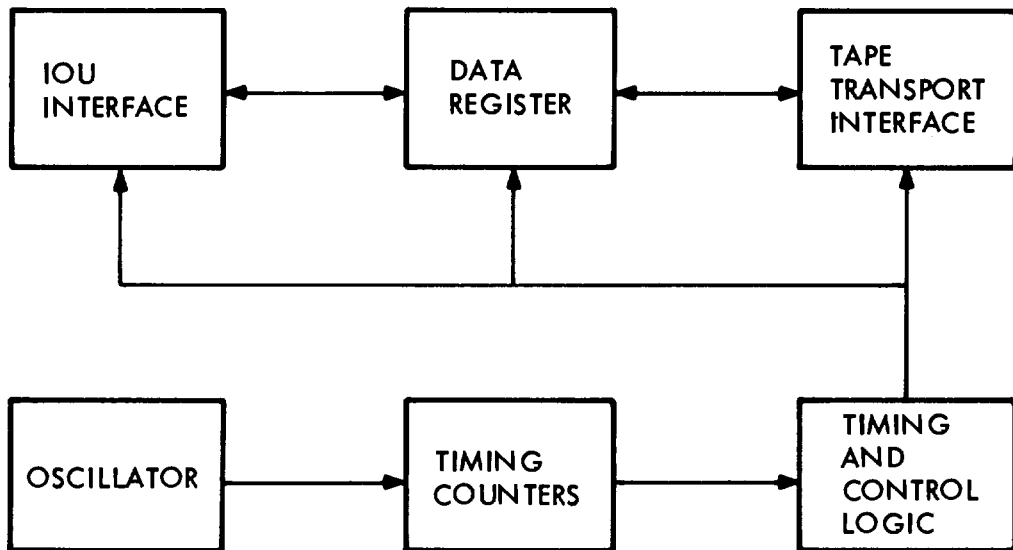 IOU
INTERFACE
DATA
REGISTER
TAPE
TRANSPORT
INTERFACE
OSCILLATOR
TIMING
COUNTERS
TIMING
AND
CONTROL
LOGIC